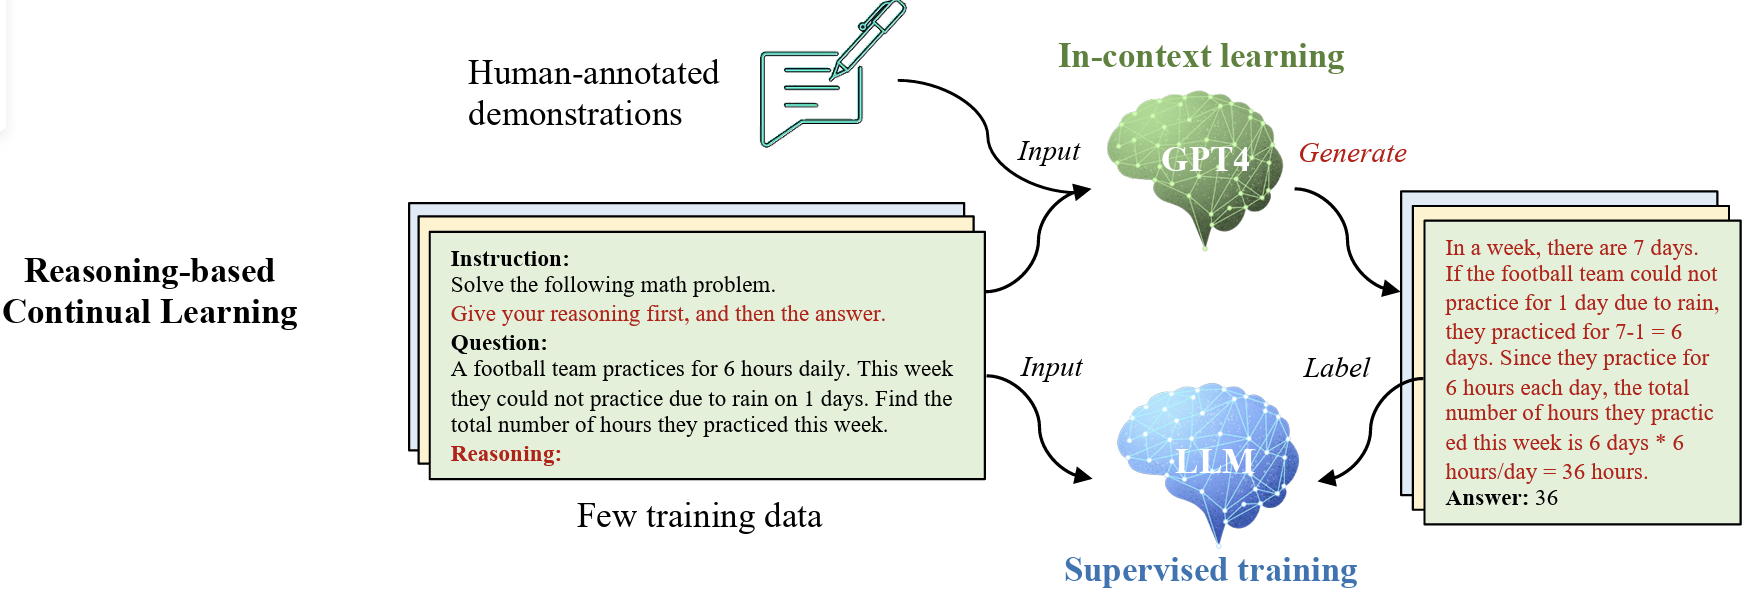 Human-annotated
demonstrations
In-context learning
Input
GPT4
Generate
Reasoning-based
Continual Learning
Instruction:
Solve the following math problem.
Give your reasoning first, and then the answer.
Question:
A football team practices for 6 hours daily. This week
they could not practice due to rain on 1 days. Find the
total number of hours they practiced this week.
Reasoning:
Few training data
Input
LLM
Label
Supervised training
In a week, there are 7 days.
If the football team could not
practice for 1 day due to rain,
they practiced for 7-1 = 6
days. Since they practice for
6 hours each day, the total
number of hours they practic
ed this week is 6 days * 6
hours/day = 36 hours.
Answer: 36